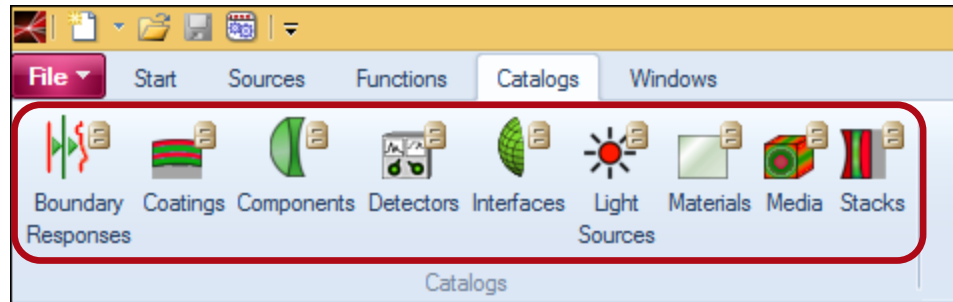 File Start Sources Functions Catalogs Windows
Boundary Responses
Coatings
Components
Detectors
Interfaces
Light Sources
Materials
Media
Stacks
Catalogs